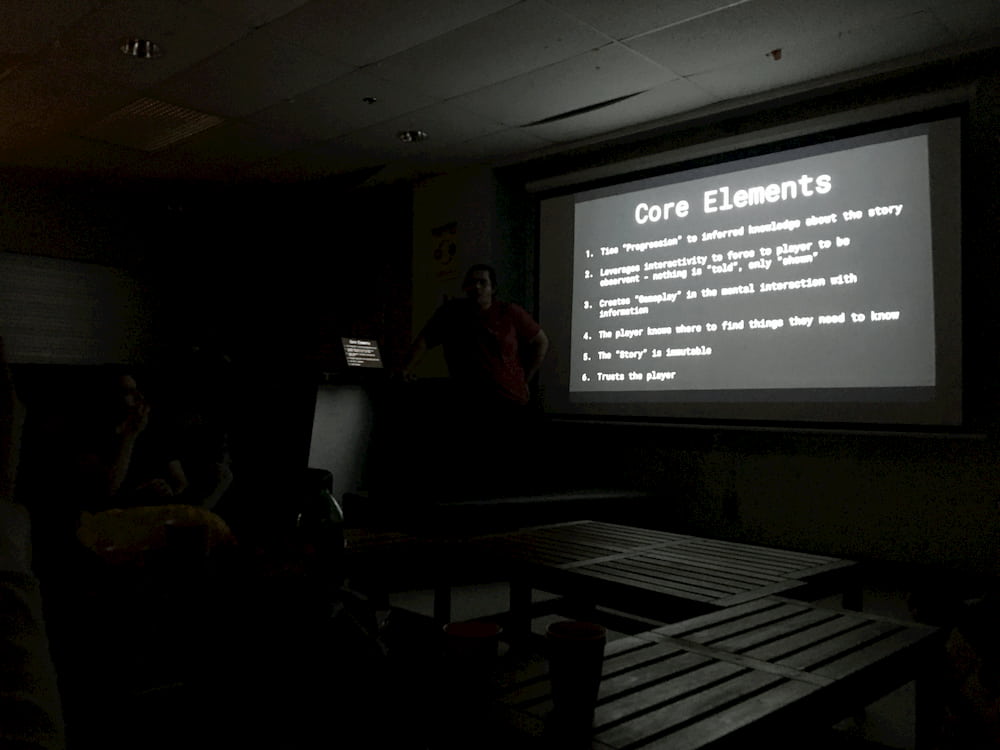 Core Elements
1. Ties "Progression" to inferred knowledge about the story
2. Leverages interactivity to force to player to be
observant - nothing is "told", only "shown"
3. Creates "Gameplay" in the mental interaction with
information
4. The player knows where to find things they need to know
5. The "Story" is immutable
6. Trusts the player
Core Elements